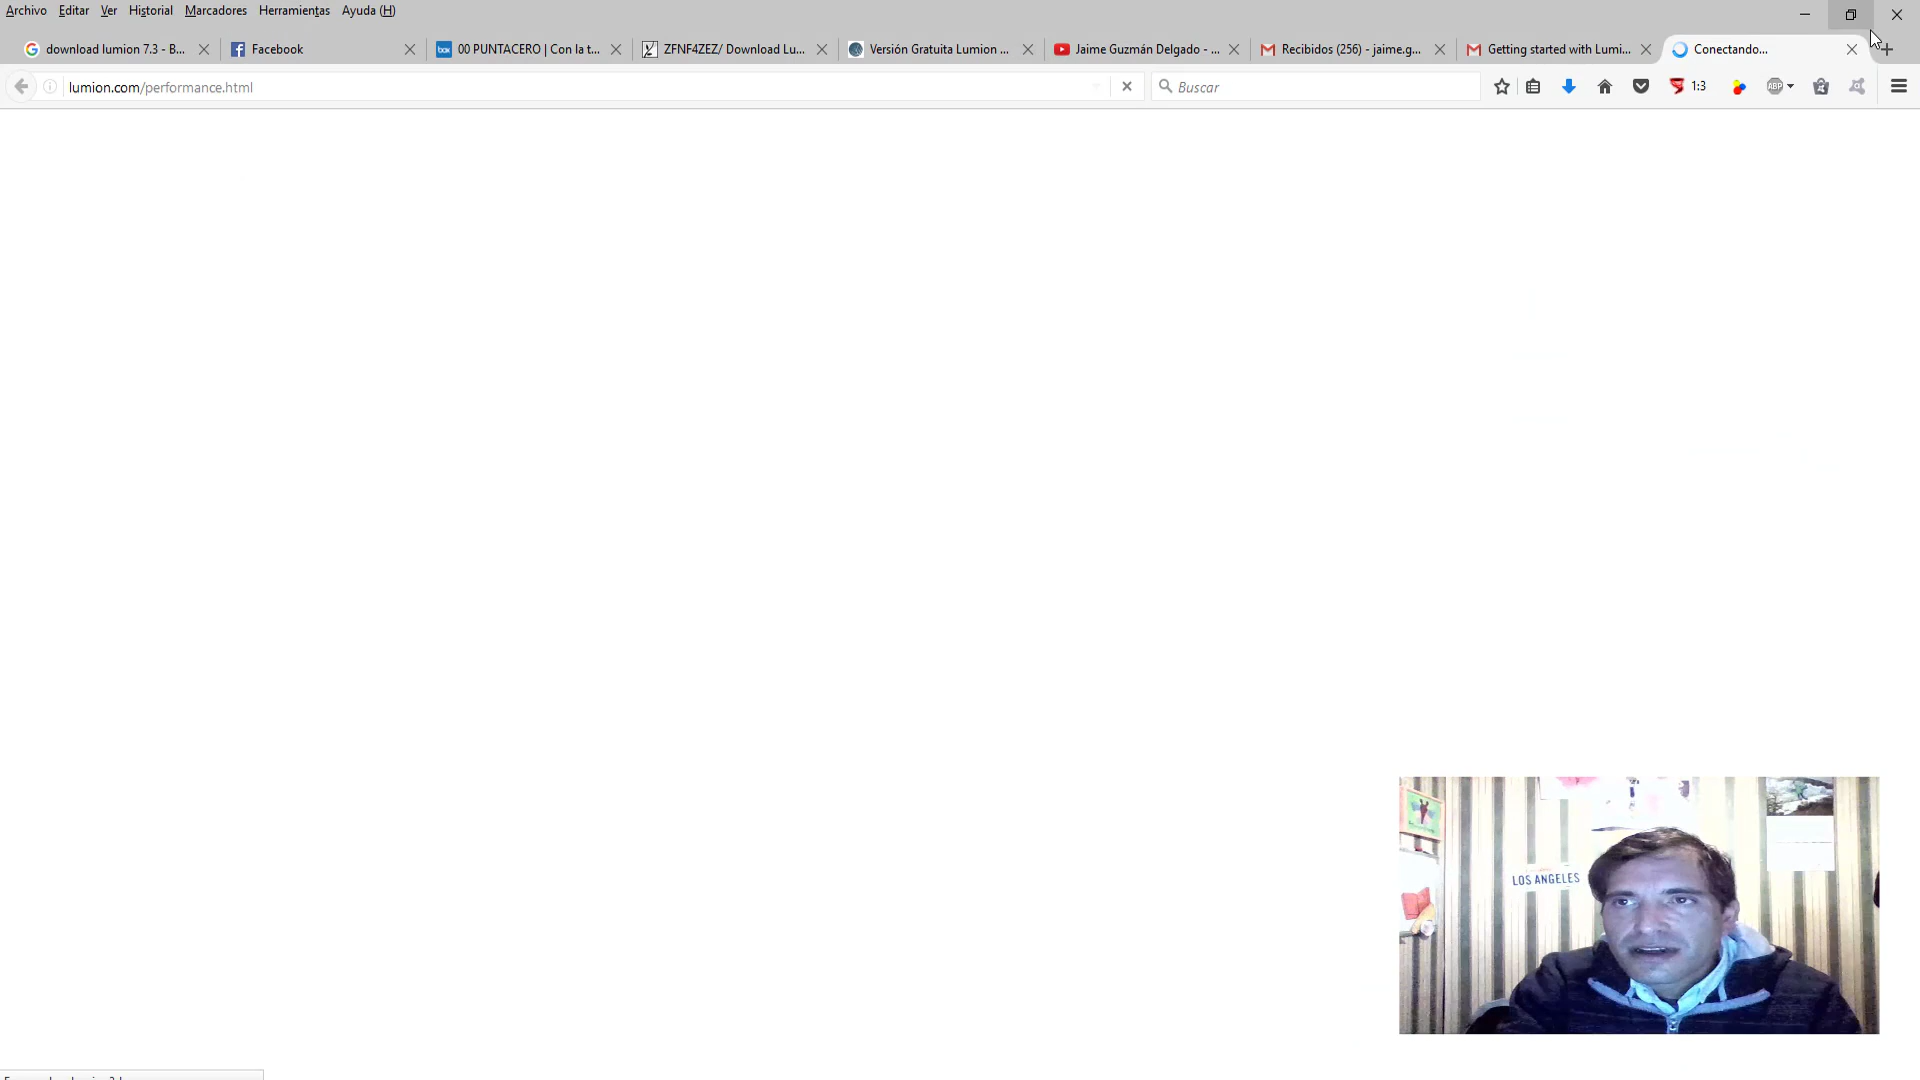 Archivo Editar Ver Historial Marcadores Herramientas Ayuda (H)
download lumion 7.3 - B... Facebook 00 PUNTACERO | Con la t... ZFNF4ZEZ/ Download Lu... Versión Gratuita Lumion ... Jaime Guzmán Delgado - ... Recibidos (256) - jaime.g... Getting started with Lumi... Conectando...
lumion.com/performance.html Buscar 1:3 ABP
LOS ANGELES